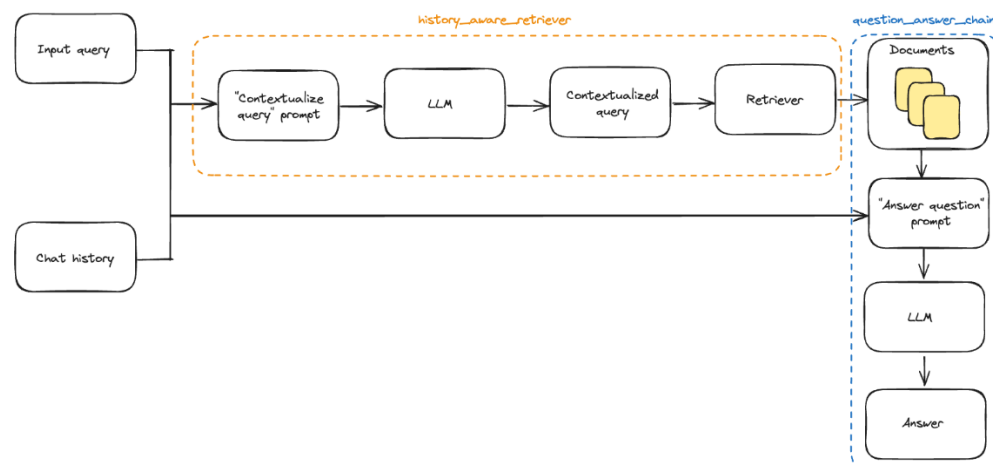 history_aware_retriever
question_answer_chain
Input query
"Contextualize
query" prompt
LLM
Contextualized
query
Retriever
Documents
"Answer question"
prompt
Chat history
LLM
Answer